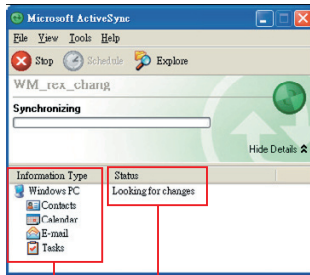 Microsoft ActiveSync
File View Tools Help
Stop Schedule Explore
WM_rex_chang
Synchronizing
Hide Details
Information Type Status
Windows PC Looking for changes
Contacts
Calendar
E-mail
Tasks